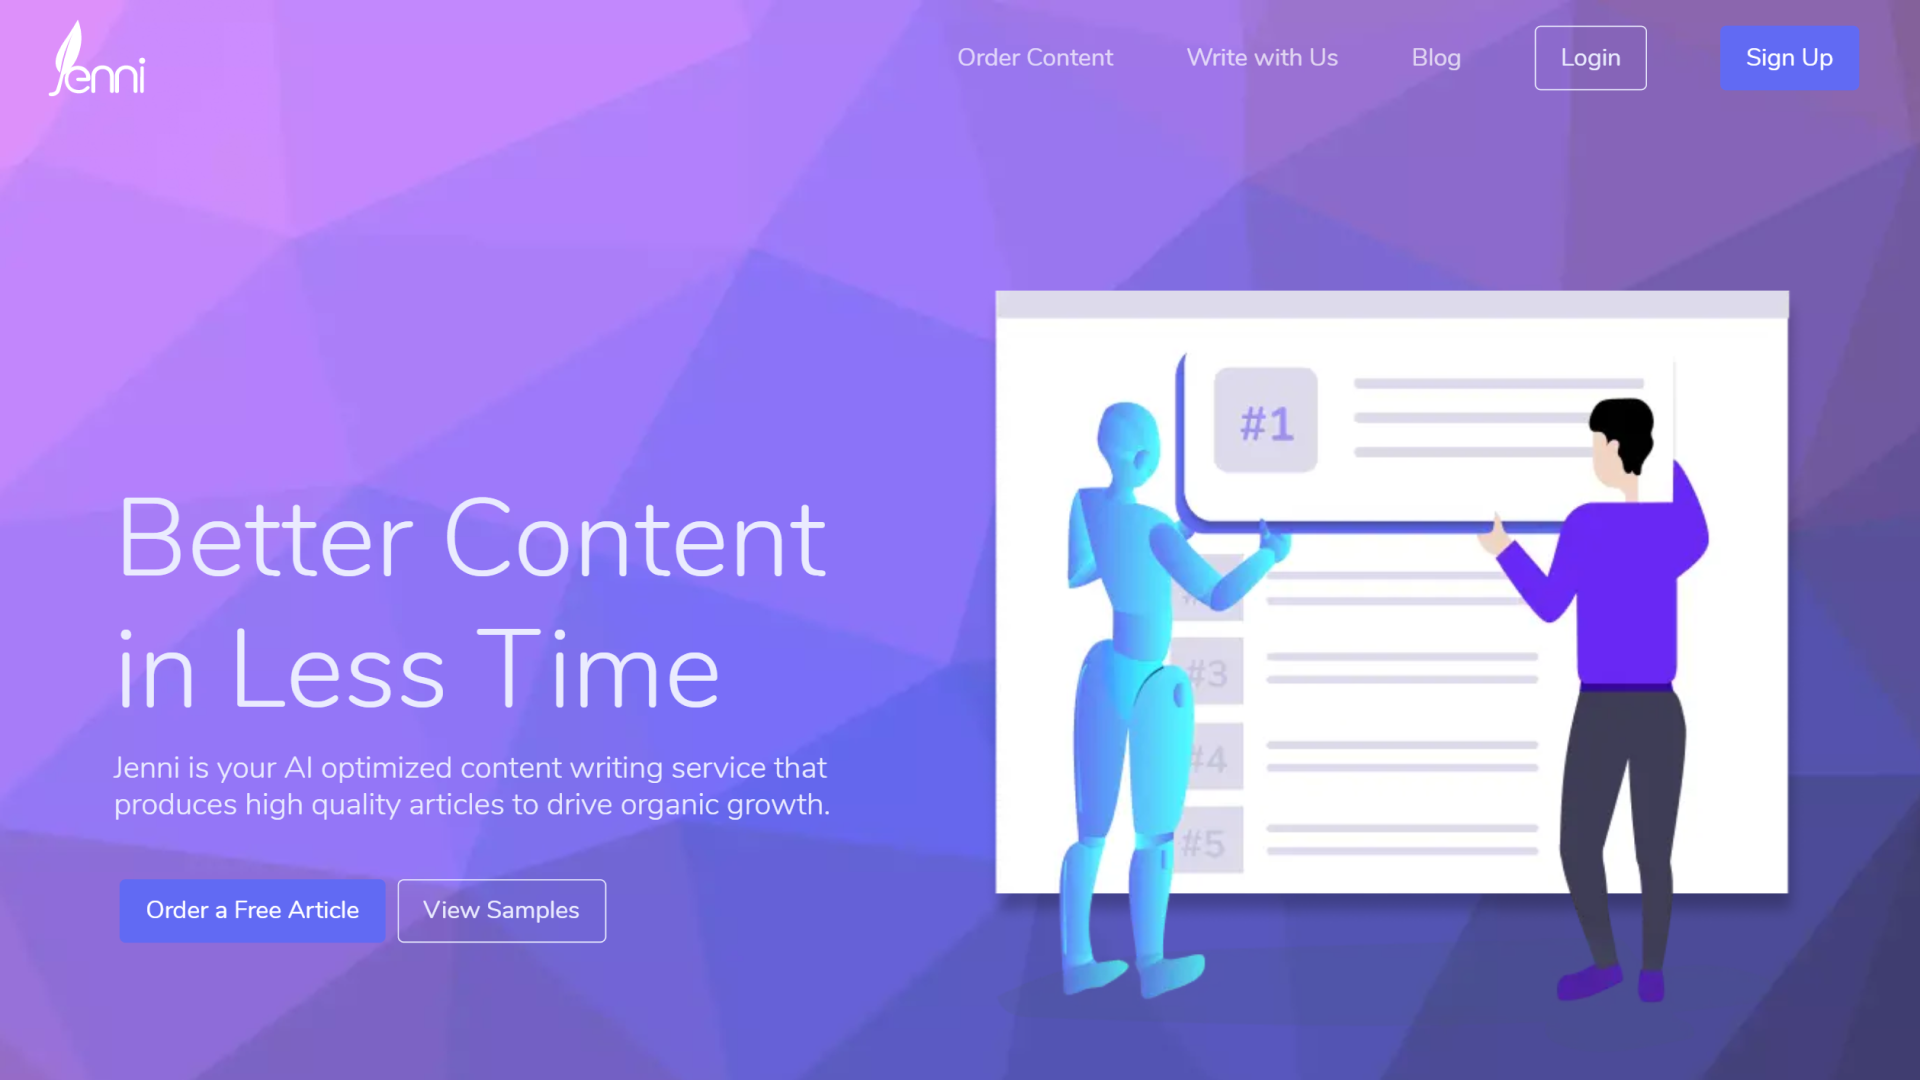 Jenni
Order Content
Write with Us
Blog
Login
Sign Up
Better Content
in Less Time
Jenni is your AI optimized content writing service that
produces high quality articles to drive organic growth.
Order a Free Article
View Samples
#1
#3
#4
#5